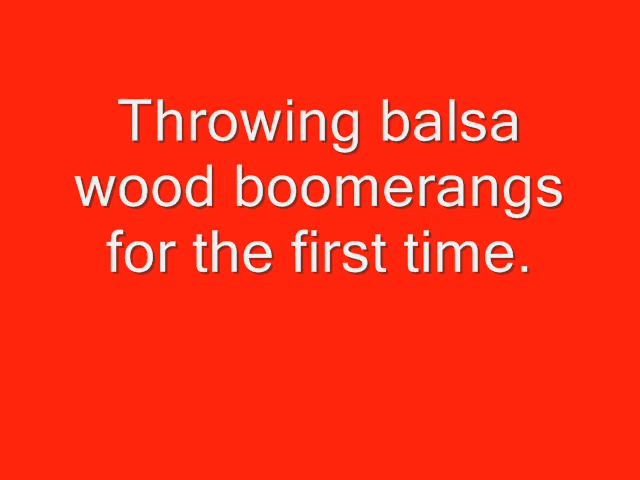 Throwing balsa
wood boomerangs
for the first time.